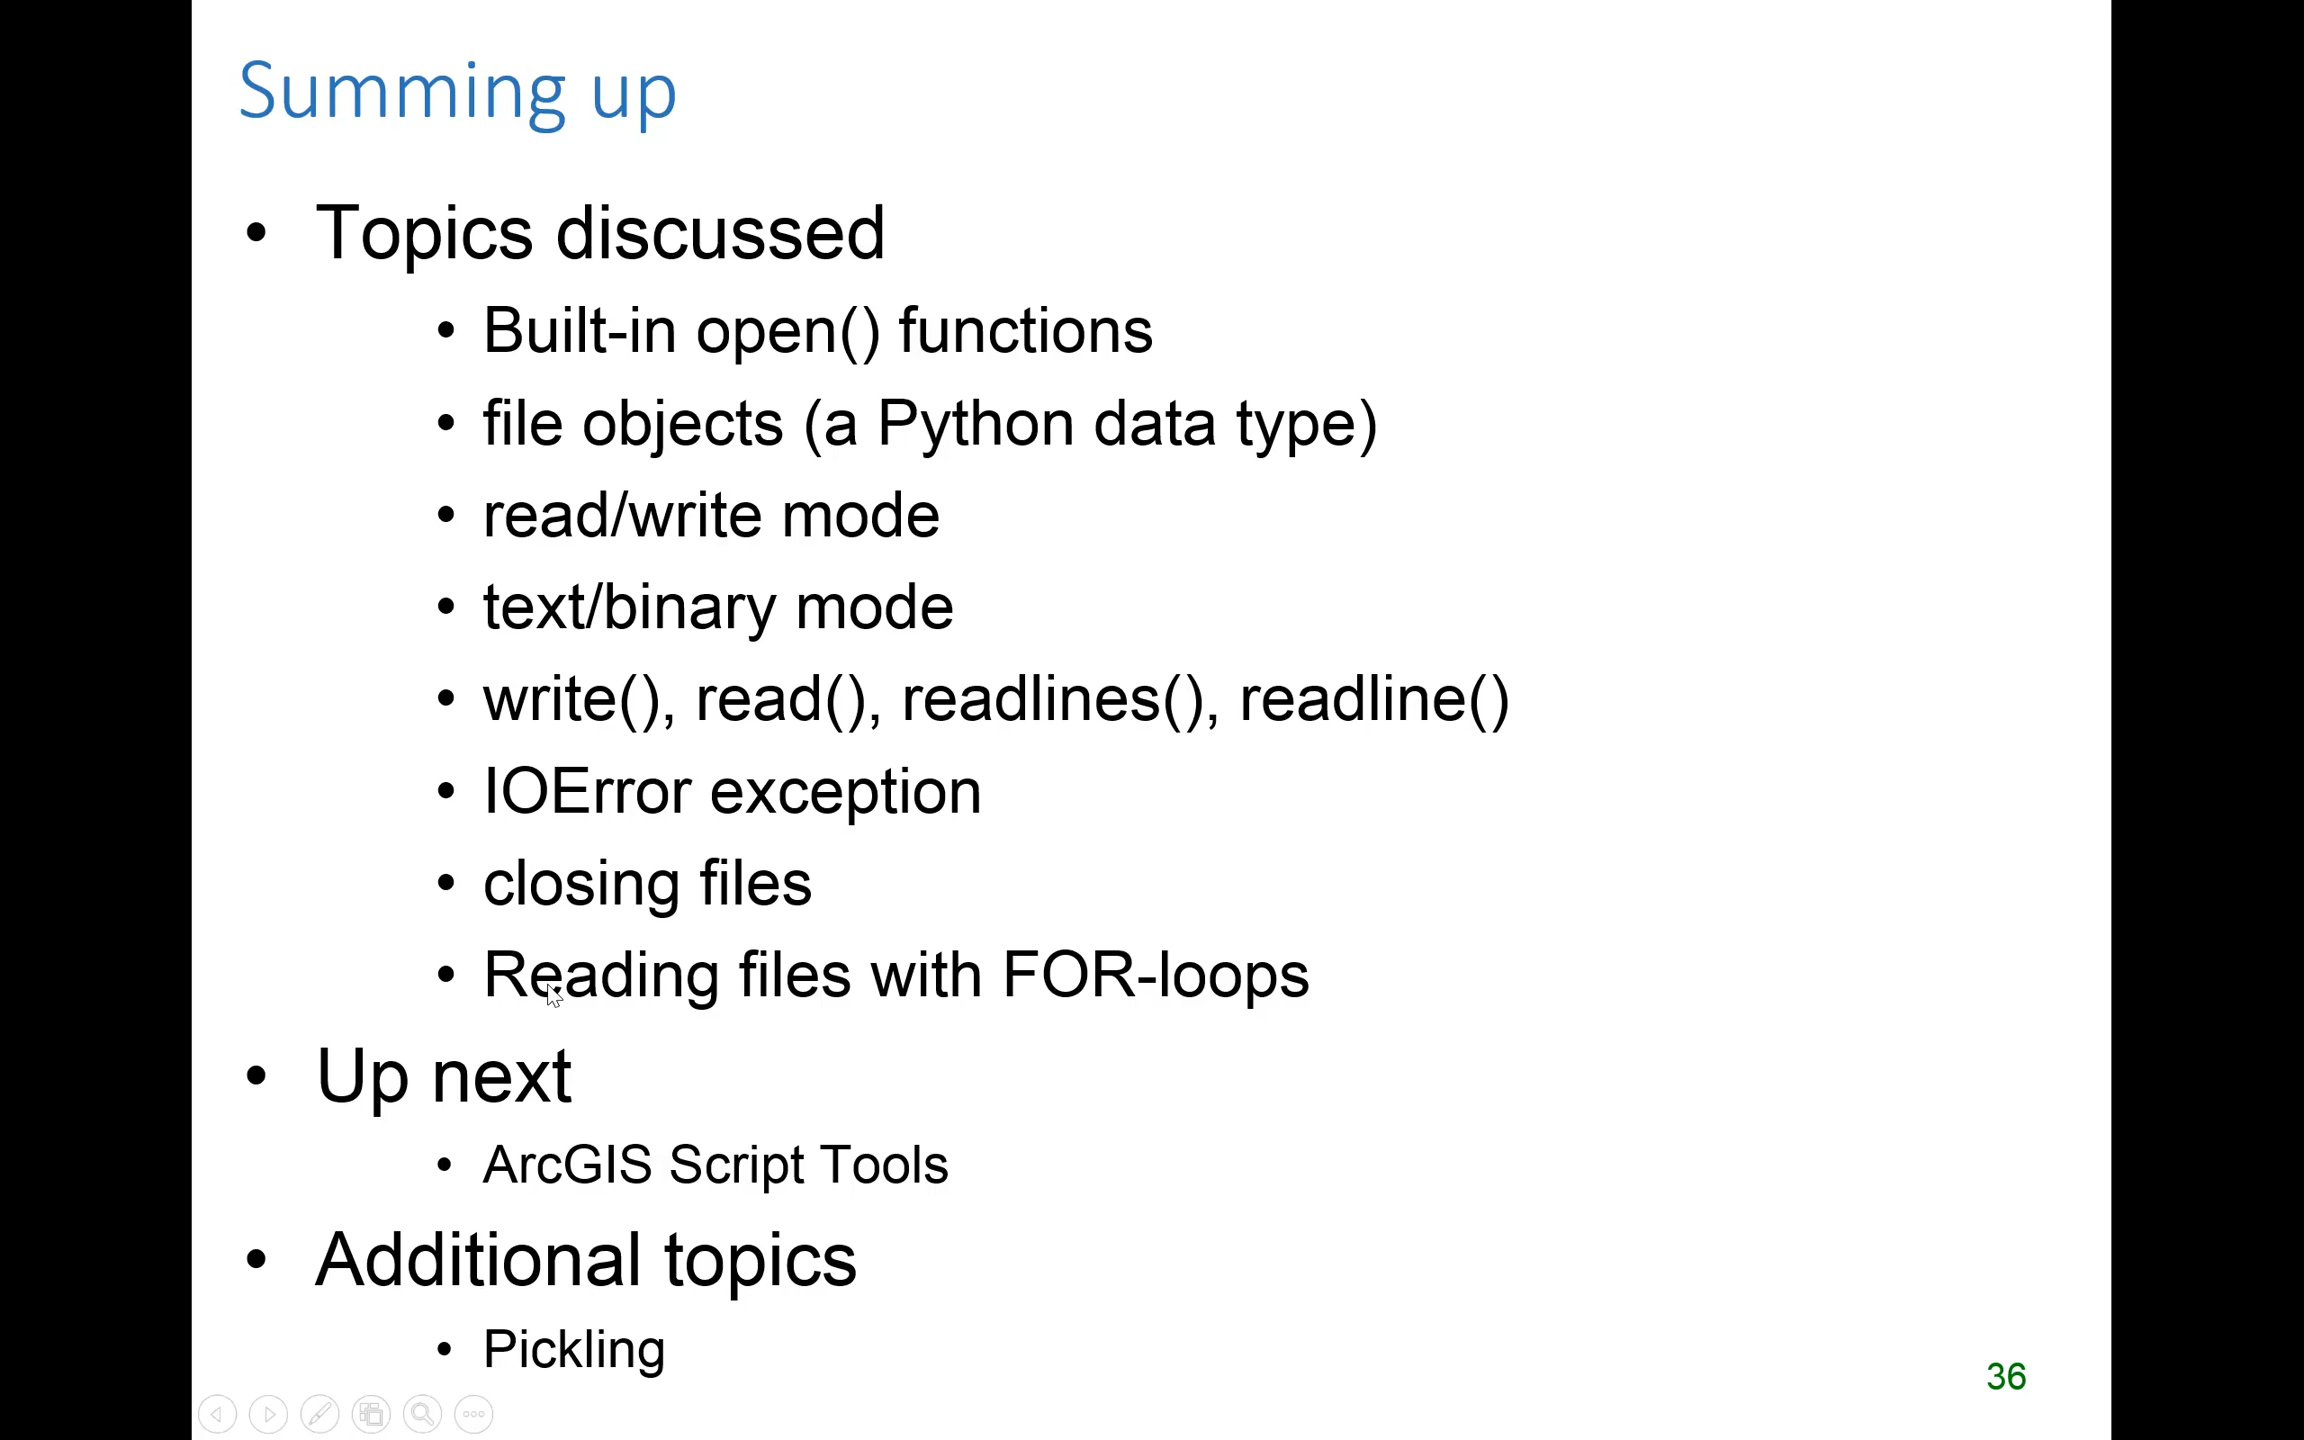 Summing up
• Topics discussed
• Built-in open() functions
• file objects (a Python data type)
• read/write mode
• text/binary mode
• write(), read(), readlines(), readline()
• IOError exception
• closing files
• Reading files with FOR-loops
• Up next
• ArcGIS Script Tools
• Additional topics
• Pickling
36